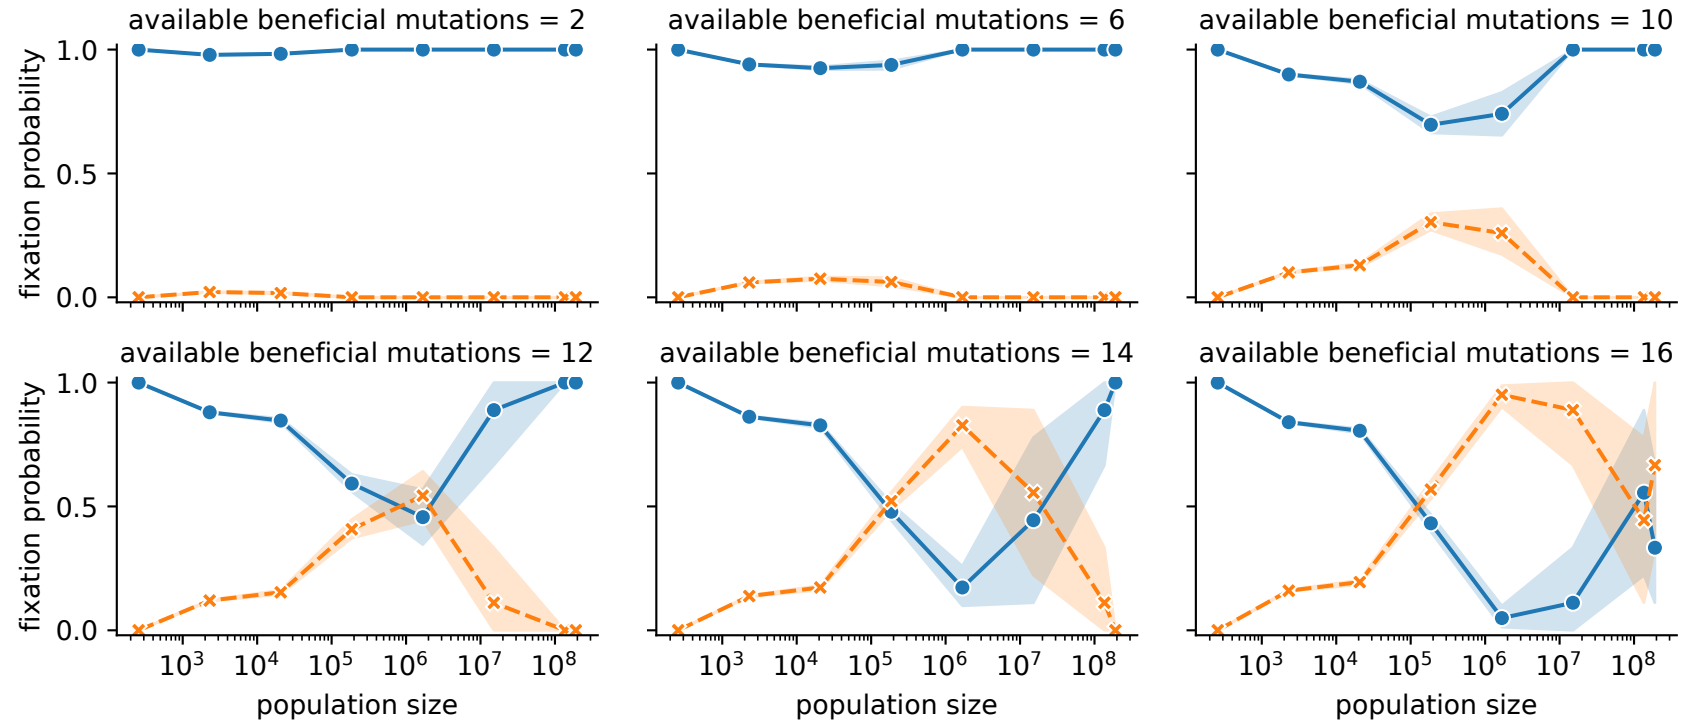 available beneficial mutations = 2
available beneficial mutations = 6
available beneficial mutations = 10
fixation probability
1.0
0.5
0.0
available beneficial mutations = 12
available beneficial mutations = 14
available beneficial mutations = 16
fixation probability
1.0
0.5
0.0
10³ 10⁴ 10⁵ 10⁶ 10⁷ 10⁸
10³ 10⁴ 10⁵ 10⁶ 10⁷ 10⁸
10³ 10⁴ 10⁵ 10⁶ 10⁷ 10⁸
population size
population size
population size